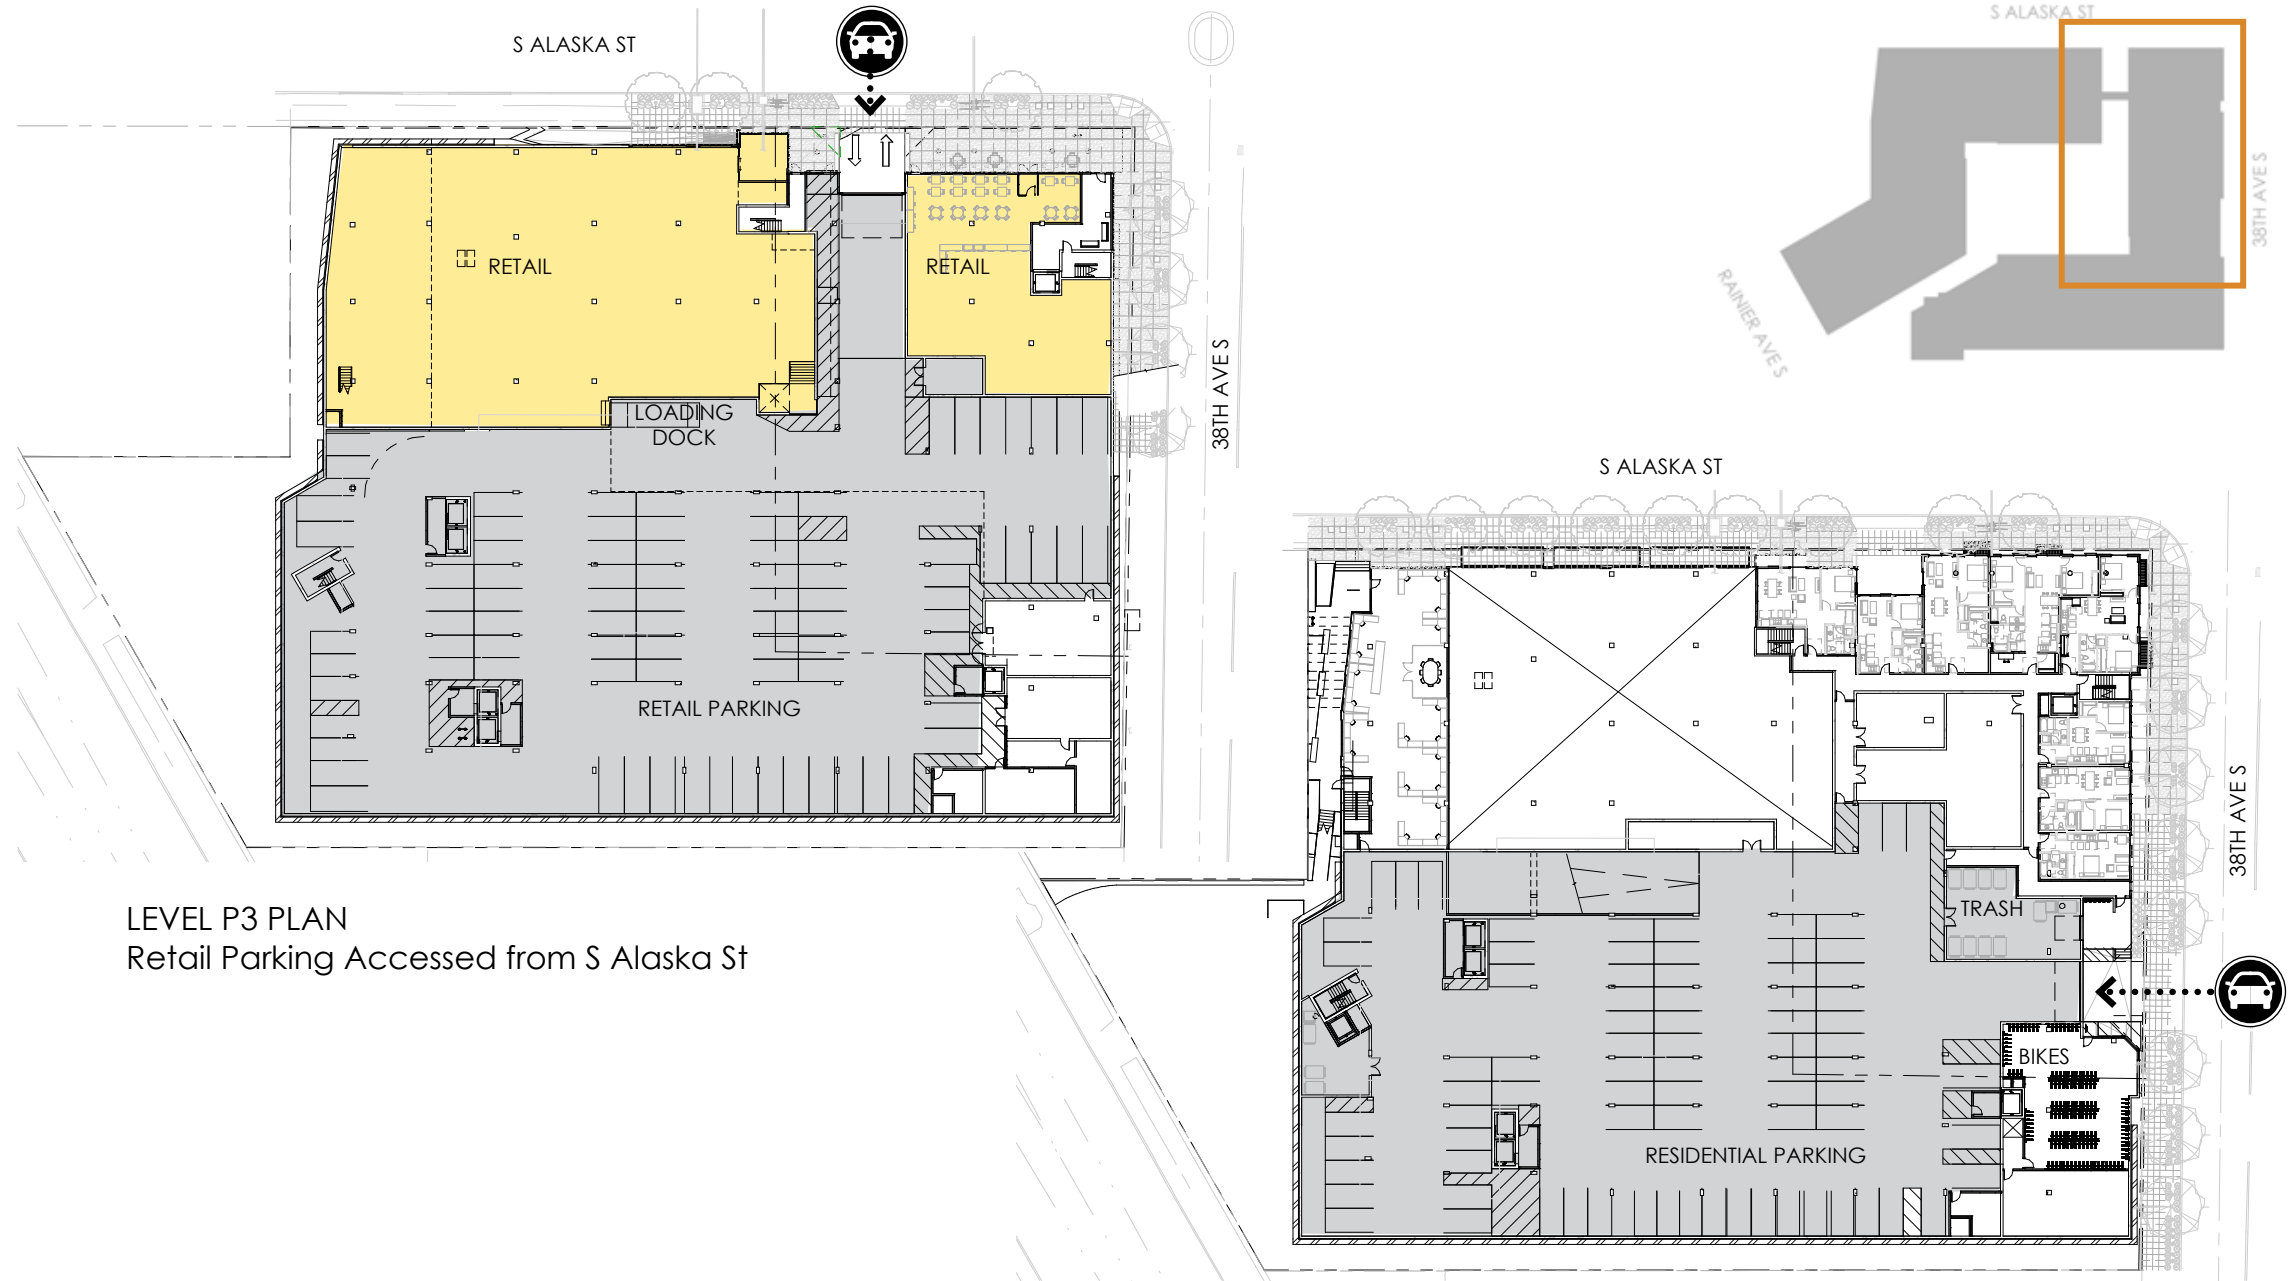 S ALASKA ST
S ALASKA ST
RAINIER AVE S
38TH AVE S
RETAIL
RETAIL
38TH AVE S
LOADING
DOCK
RETAIL PARKING
LEVEL P3 PLAN
Retail Parking Accessed from S Alaska St
S ALASKA ST
38TH AVE S
TRASH
BIKES
RESIDENTIAL PARKING